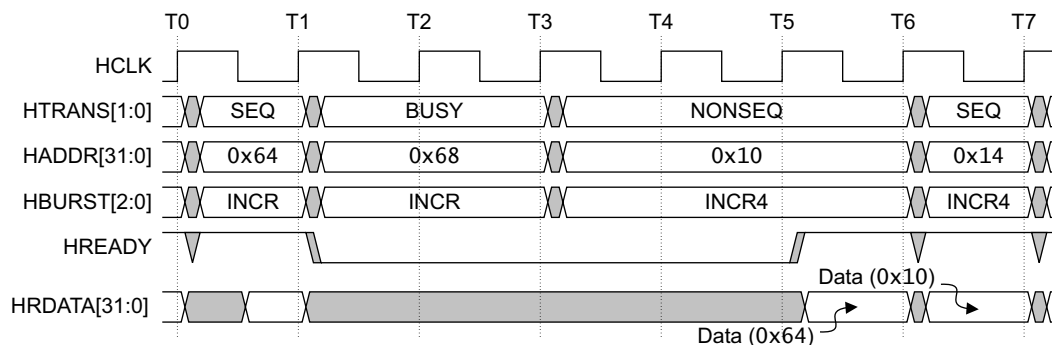 T0 T1 T2 T3 T4 T5 T6 T7
HCLK
HTRANS[1:0] SEQ BUSY NONSEQ SEQ
HADDR[31:0] 0x64 0x68 0x10 0x14
HBURST[2:0] INCR INCR INCR4 INCR4
HREADY
Data (0x10)
HRDATA[31:0]
Data (0x64)